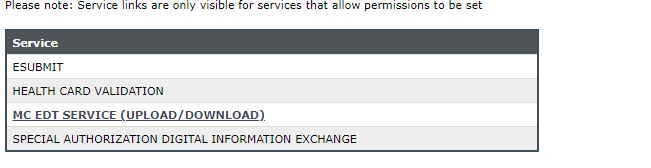 Please note: Service links are only visible for services that allow permissions to be set
Service
ESUBMIT
HEALTH CARD VALIDATION
MC EDT SERVICE (UPLOAD/DOWNLOAD)
SPECIAL AUTHORIZATION DIGITAL INFORMATION EXCHANGE